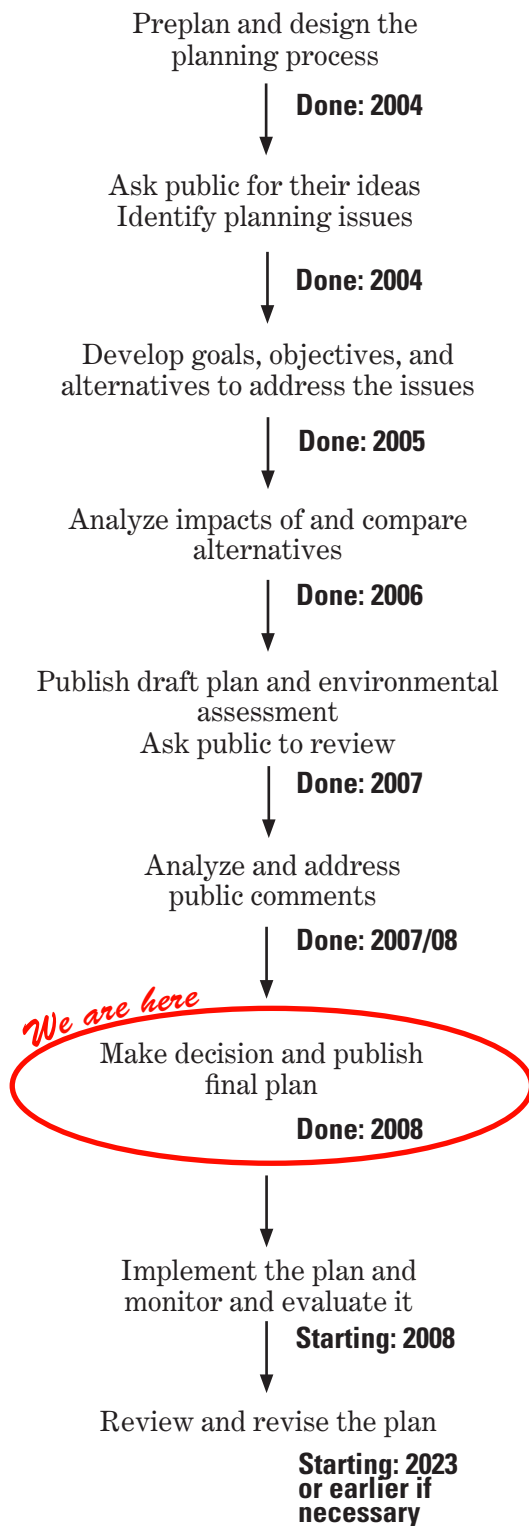 Preplan and design the
planning process
Done: 2004
Ask public for their ideas
Identify planning issues
Done: 2004
Develop goals, objectives, and
alternatives to address the issues
Done: 2005
Analyze impacts of and compare
alternatives
Done: 2006
Publish draft plan and environmental
assessment
Ask public to review
Done: 2007
Analyze and address
public comments
Done: 2007/08
We are here
Make decision and publish
final plan
Done: 2008
Implement the plan and
monitor and evaluate it
Starting: 2008
Review and revise the plan
Starting: 2023
or earlier if
necessary